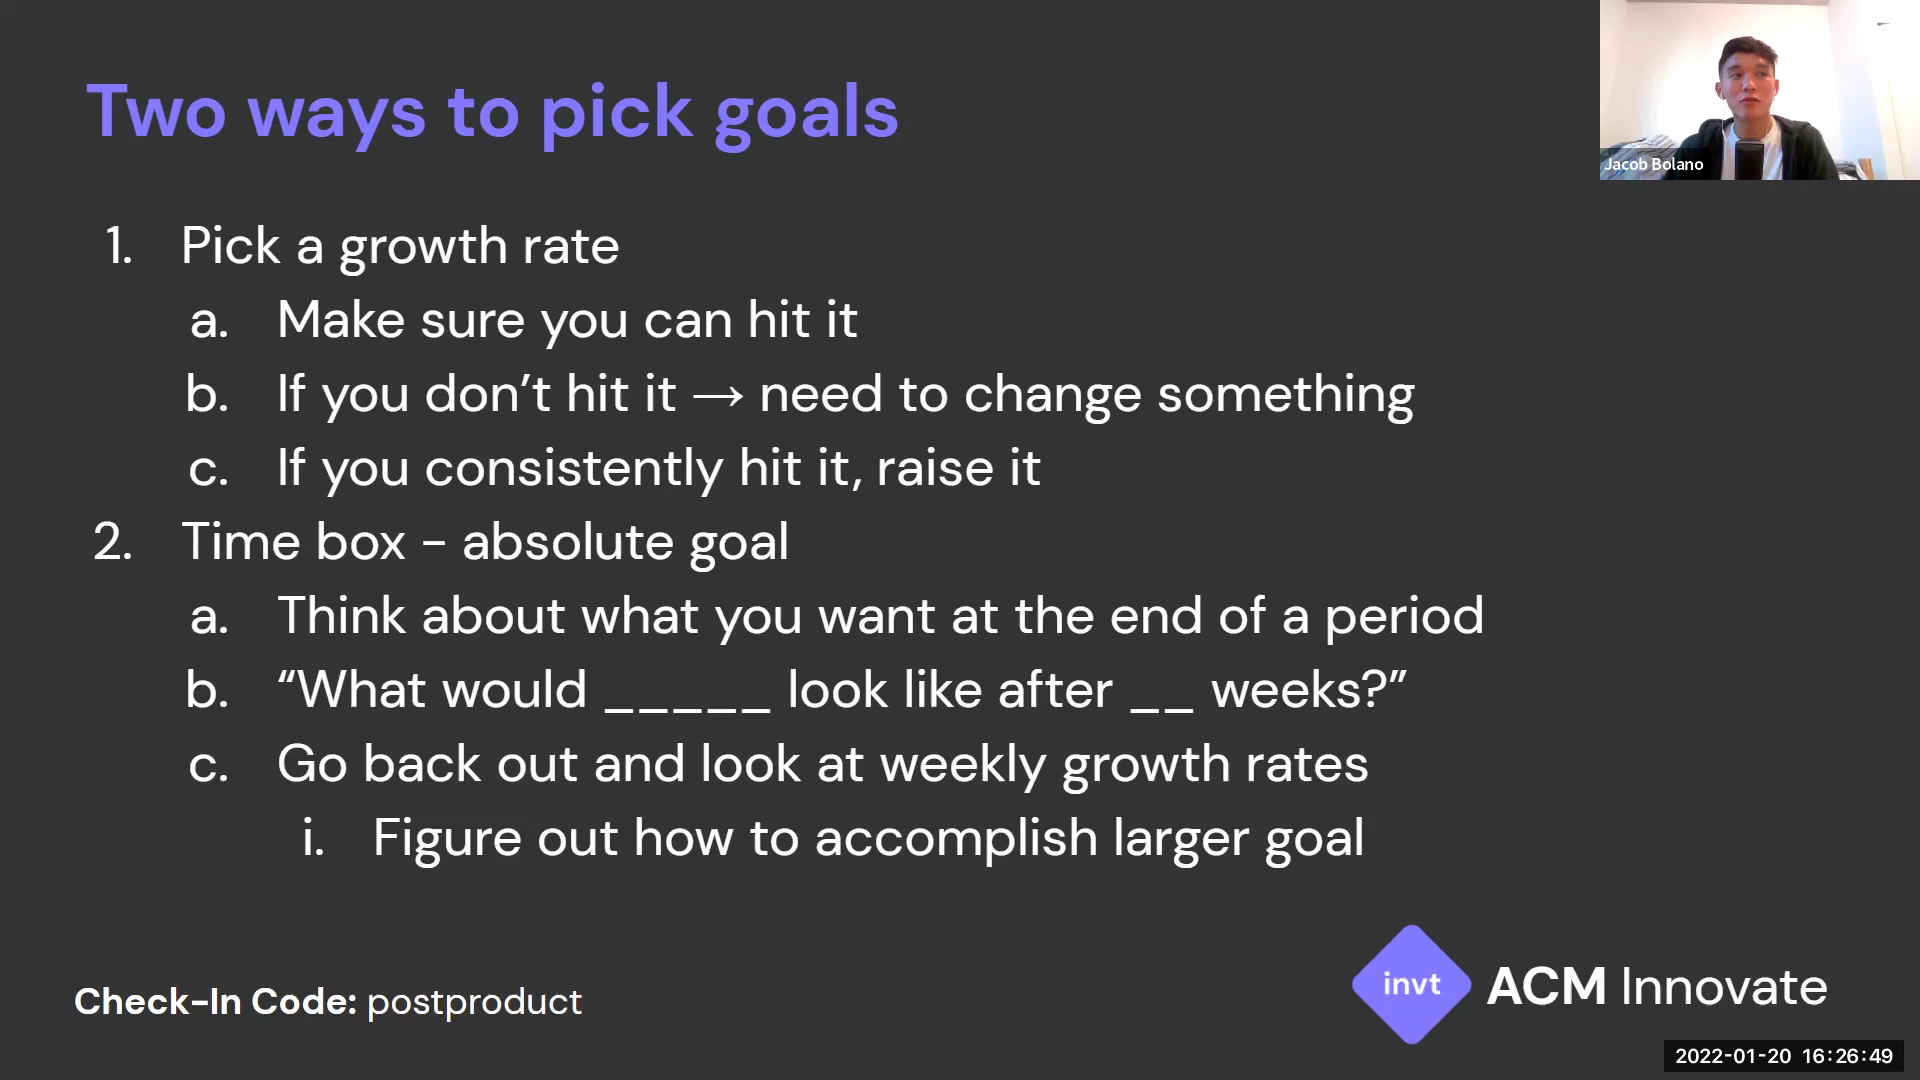 Two ways to pick goals
Jacob Bolano
1. Pick a growth rate
a. Make sure you can hit it
b. If you don’t hit it → need to change something
c. If you consistently hit it, raise it
2. Time box - absolute goal
a. Think about what you want at the end of a period
b. “What would _____ look like after __ weeks?”
c. Go back out and look at weekly growth rates
i. Figure out how to accomplish larger goal
Check-In Code: postproduct
invt ACM Innovate
2022-01-20 16:26:49